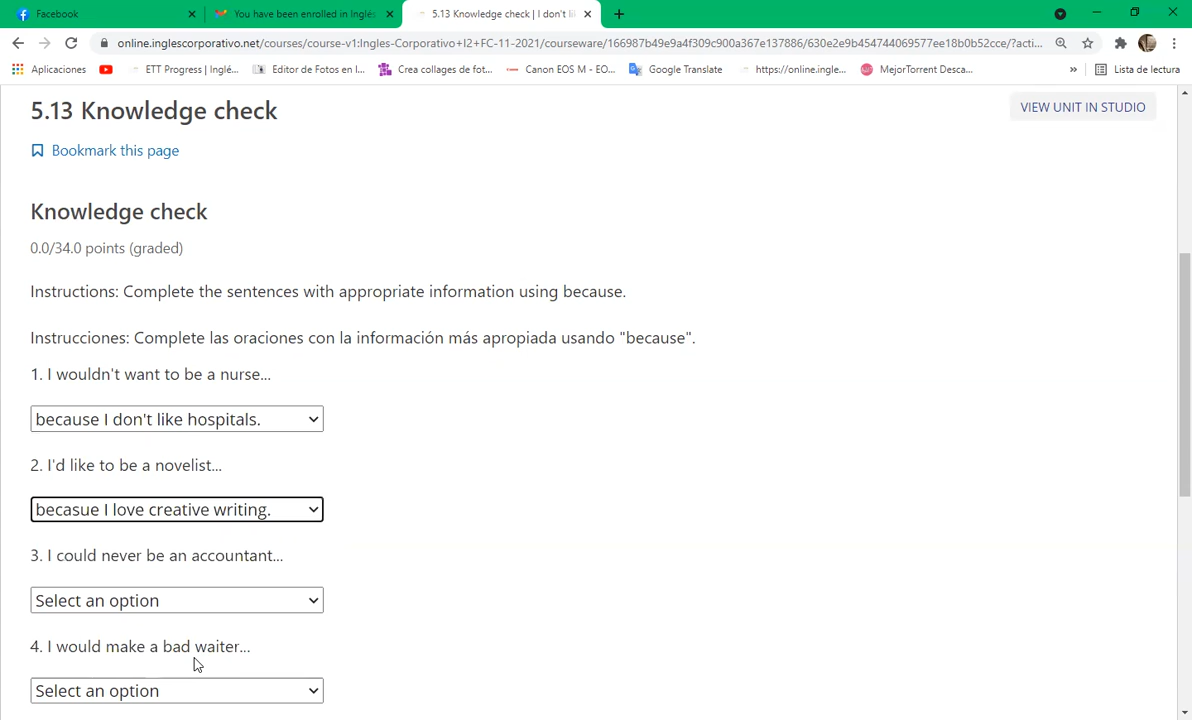 Facebook
You have been enrolled in Inglés
5.13 Knowledge check | I don't li
online.inglescorporativo.net/courses/course-v1:Ingles-Corporativo+I2+FC-11-2021/courseware/166987b49e9a4f309c900a367e137886/630e2e9b454744069577ee18b0b52cce/?acti...
Aplicaciones
ETT Progress | Inglé...
Editor de Fotos en l...
Crea collages de fot...
Canon EOS M - EO...
Google Translate
https://online.ingle...
MejorTorrent Desca...
»
Lista de lectura
5.13 Knowledge check
VIEW UNIT IN STUDIO
Bookmark this page
Knowledge check
0.0/34.0 points (graded)
Instructions: Complete the sentences with appropriate information using because.
Instrucciones: Complete las oraciones con la información más apropiada usando "because".
1. I wouldn't want to be a nurse...
because I don't like hospitals.
2. I'd like to be a novelist...
becasue I love creative writing.
3. I could never be an accountant...
Select an option
4. I would make a bad waiter...
Select an option